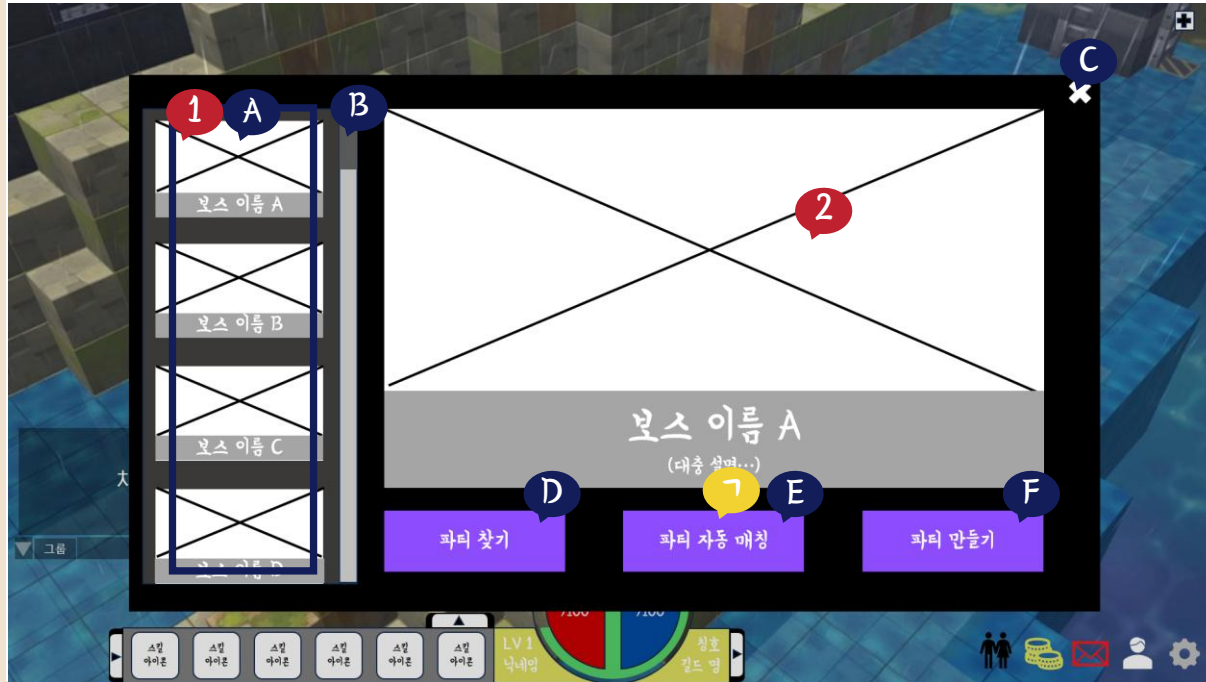 C
1
A
B
보스 이름 A
2
보스 이름 B
보스 이름 C
보스 이름 A
(대충 설명…)
D
ㄱ
E
F
파티 찾기
파티 자동 매칭
파티 만들기
그룹
보스 이름 D
/100
/100
스킬
아이콘
스킬
아이콘
스킬
아이콘
스킬
아이콘
스킬
아이콘
스킬
아이콘
LV 1
닉네임
칭호
길드 명